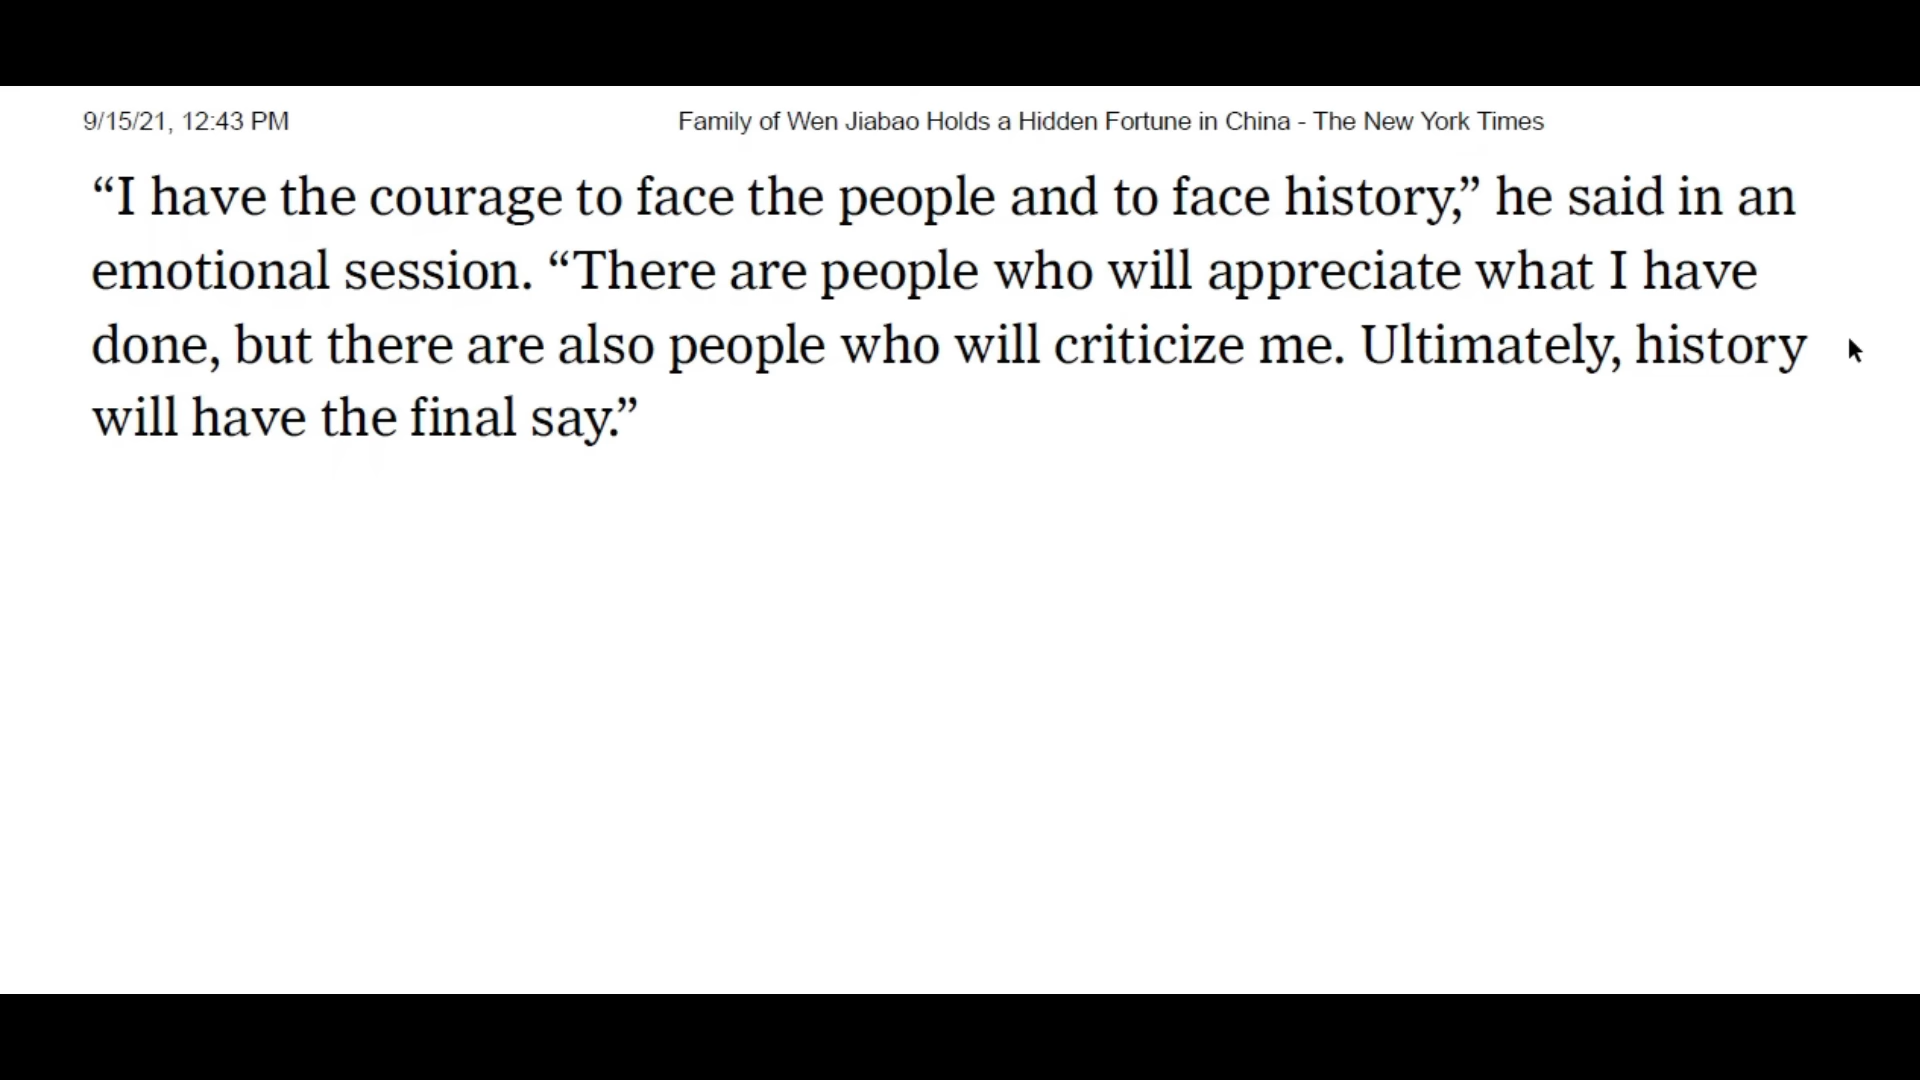 9/15/21, 12:43 PM Family of Wen Jiabao Holds a Hidden Fortune in China - The New York Times
“I have the courage to face the people and to face history,” he said in an
emotional session. “There are people who will appreciate what I have
done, but there are also people who will criticize me. Ultimately, history
will have the final say.”